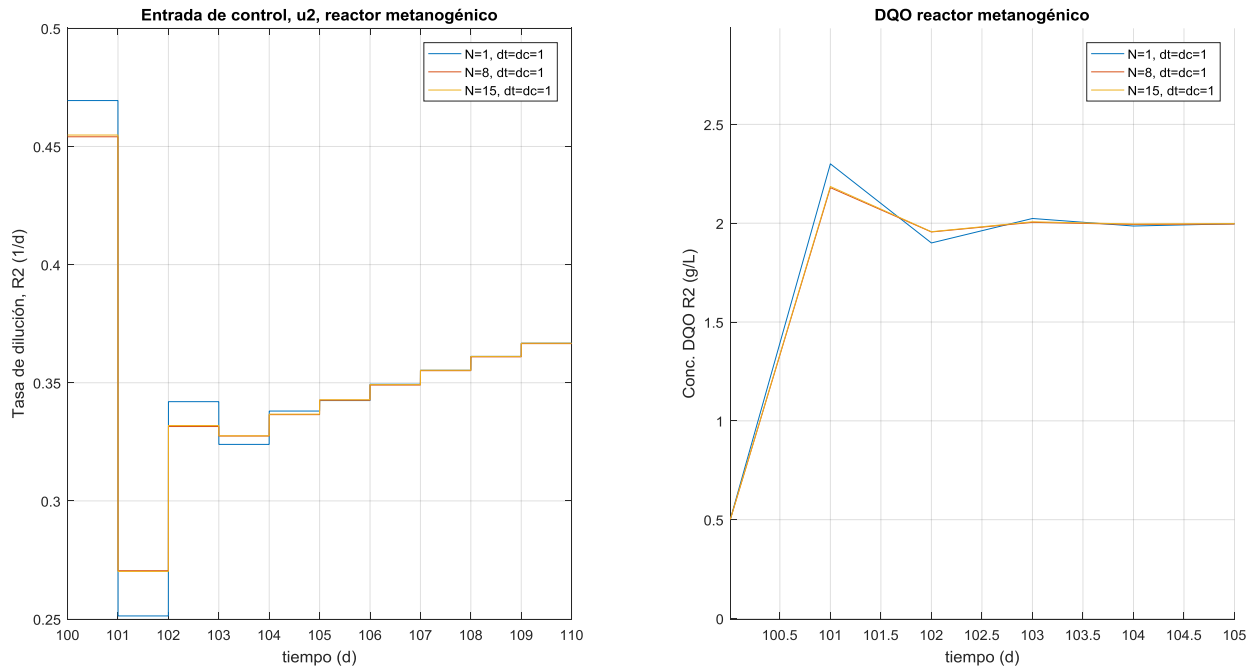 Entrada de control, u2, reactor metanogénico
N=1, dt=dc=1
N=8, dt=dc=1
N=15, dt=dc=1
0.5
0.45
0.4
0.35
0.3
0.25
Tasa de dilución, R2 (1/d)
100 101 102 103 104 105 106 107 108 109 110
tiempo (d)
DQO reactor metanogénico
N=1, dt=dc=1
N=8, dt=dc=1
N=15, dt=dc=1
2.5
2
1.5
1
0.5
0
Conc. DQO R2 (g/L)
100.5 101 101.5 102 102.5 103 103.5 104 104.5 105
tiempo (d)